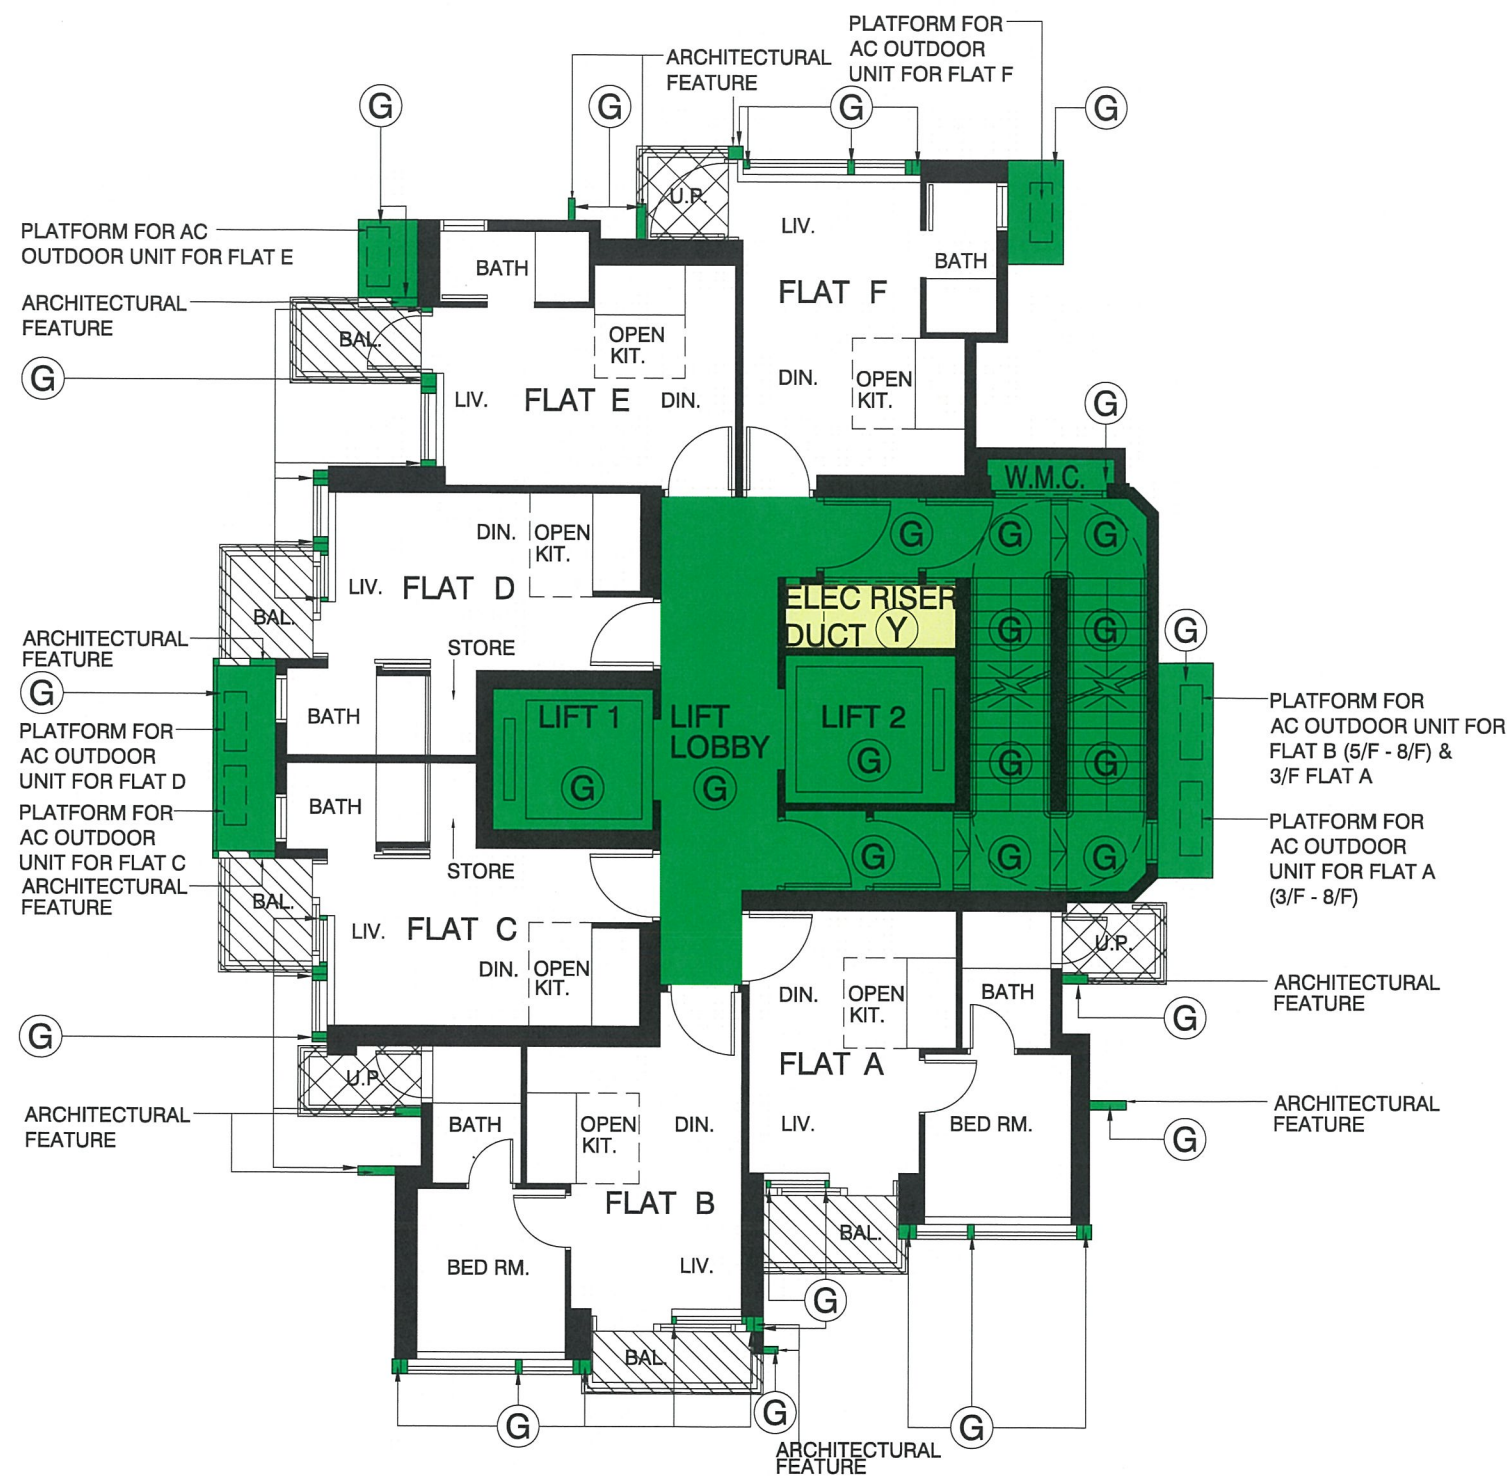 PLATFORM FOR
AC OUTDOOR
UNIT FOR FLAT F
ARCHITECTURAL
FEATURE
G
G
G
G
U.P.
LIV.
FLAT F
BATH
DIN.
OPEN
KIT.
PLATFORM FOR AC
OUTDOOR UNIT FOR FLAT E
ARCHITECTURAL
FEATURE
G
BATH
BAL.
OPEN
KIT.
LIV.
FLAT E
DIN.
G
W.M.C.
G
G
G
DIN.
OPEN
KIT.
LIV.
FLAT D
BAL.
STORE
BATH
ELEC RISER
DUCT
Y
G
G
G
ARCHITECTURAL
FEATURE
G
PLATFORM FOR
AC OUTDOOR
UNIT FOR FLAT D
PLATFORM FOR
AC OUTDOOR
UNIT FOR FLAT C
ARCHITECTURAL
FEATURE
LIFT 1
G
LIFT
LOBBY
G
LIFT 2
G
G
G
PLATFORM FOR
AC OUTDOOR UNIT FOR
FLAT B (5/F - 8/F) &
3/F FLAT A
PLATFORM FOR
AC OUTDOOR
UNIT FOR FLAT A
(3/F - 8/F)
BATH
STORE
G
G
G
BAL.
LIV.
FLAT C
DIN.
OPEN
KIT.
G
U.P.
DIN.
OPEN
KIT.
BATH
U.P.
ARCHITECTURAL
FEATURE
G
FLAT A
LIV.
BED RM.
ARCHITECTURAL
FEATURE
G
BAL.
ARCHITECTURAL
FEATURE
BATH
OPEN
KIT.
DIN.
FLAT B
LIV.
BED RM.
BAL.
G
G
G
G
ARCHITECTURAL
FEATURE